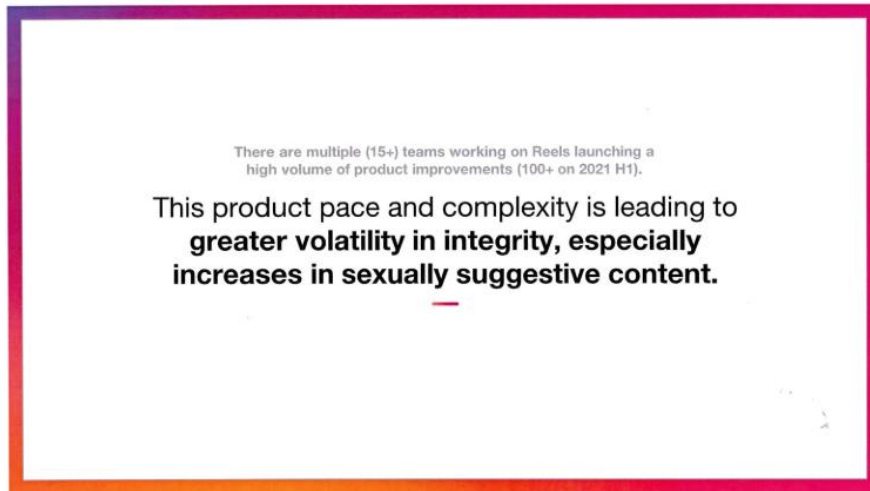 There are multiple (15+) teams working on Reels launching a
high volume of product improvements (100+ on 2021 H1).
This product pace and complexity is leading to
greater volatility in integrity, especially
increases in sexually suggestive content.